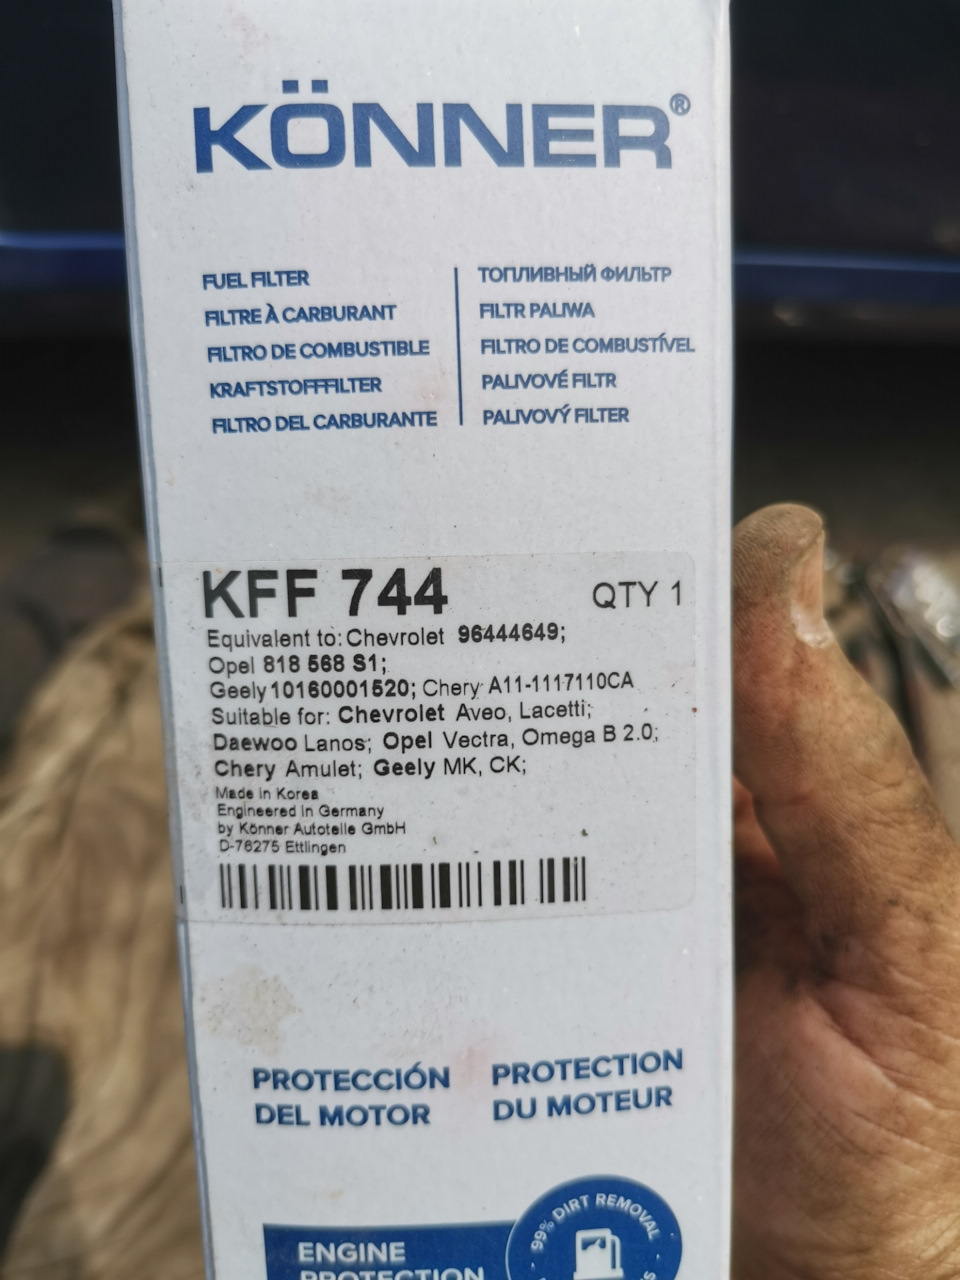 KÖNNER®
FUEL FILTER
FILTRE À CARBURANT
FILTRO DE COMBUSTIBLE
KRAFTSTOFFFILTER
FILTRO DEL CARBURANTE
ТОПЛИВНЫЙ ФИЛЬТР
FILTR PALIWA
FILTRO DE COMBUSTÍVEL
PALIVOVÉ FILTR
PALIVOVÝ FILTER
KFF 744 QTY 1
Equivalent to: Chevrolet 96444649;
Opel 818 568 S1;
Geely 10160001520; Chery A11-1117110CA
Suitable for: Chevrolet Aveo, Lacetti;
Daewoo Lanos; Opel Vectra, Omega B 2.0;
Chery Amulet; Geely MK, CK;
Made in Korea
Engineered in Germany
by Könner Autoteile GmbH
D-76275 Ettlingen
PROTECCIÓN
DEL MOTOR
PROTECTION
DU MOTEUR
99% DIRT REMOVAL
ENGINE
PROTECTION